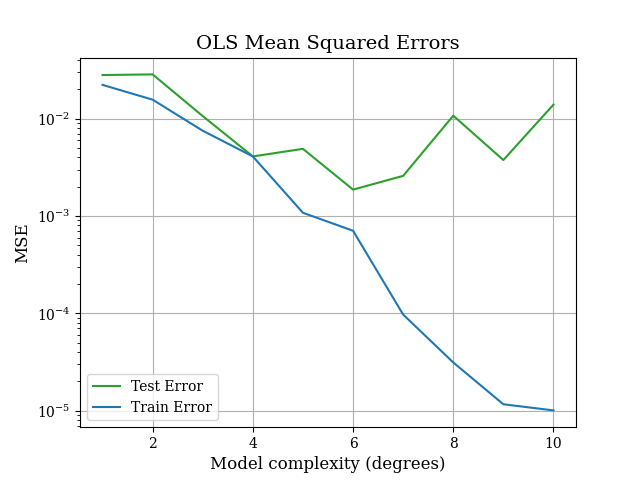 OLS Mean Squared Errors
MSE
10⁻²
10⁻³
10⁻⁴
10⁻⁵
Test Error
Train Error
2 4 6 8 10
Model complexity (degrees)